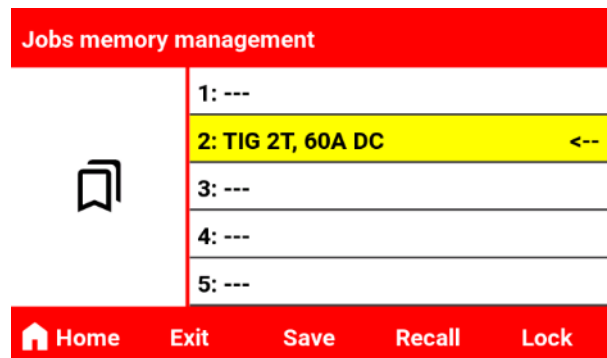 Jobs memory management
1: ---
2: TIG 2T, 60A DC <--
3: ---
4: ---
5: ---
Home Exit Save Recall Lock